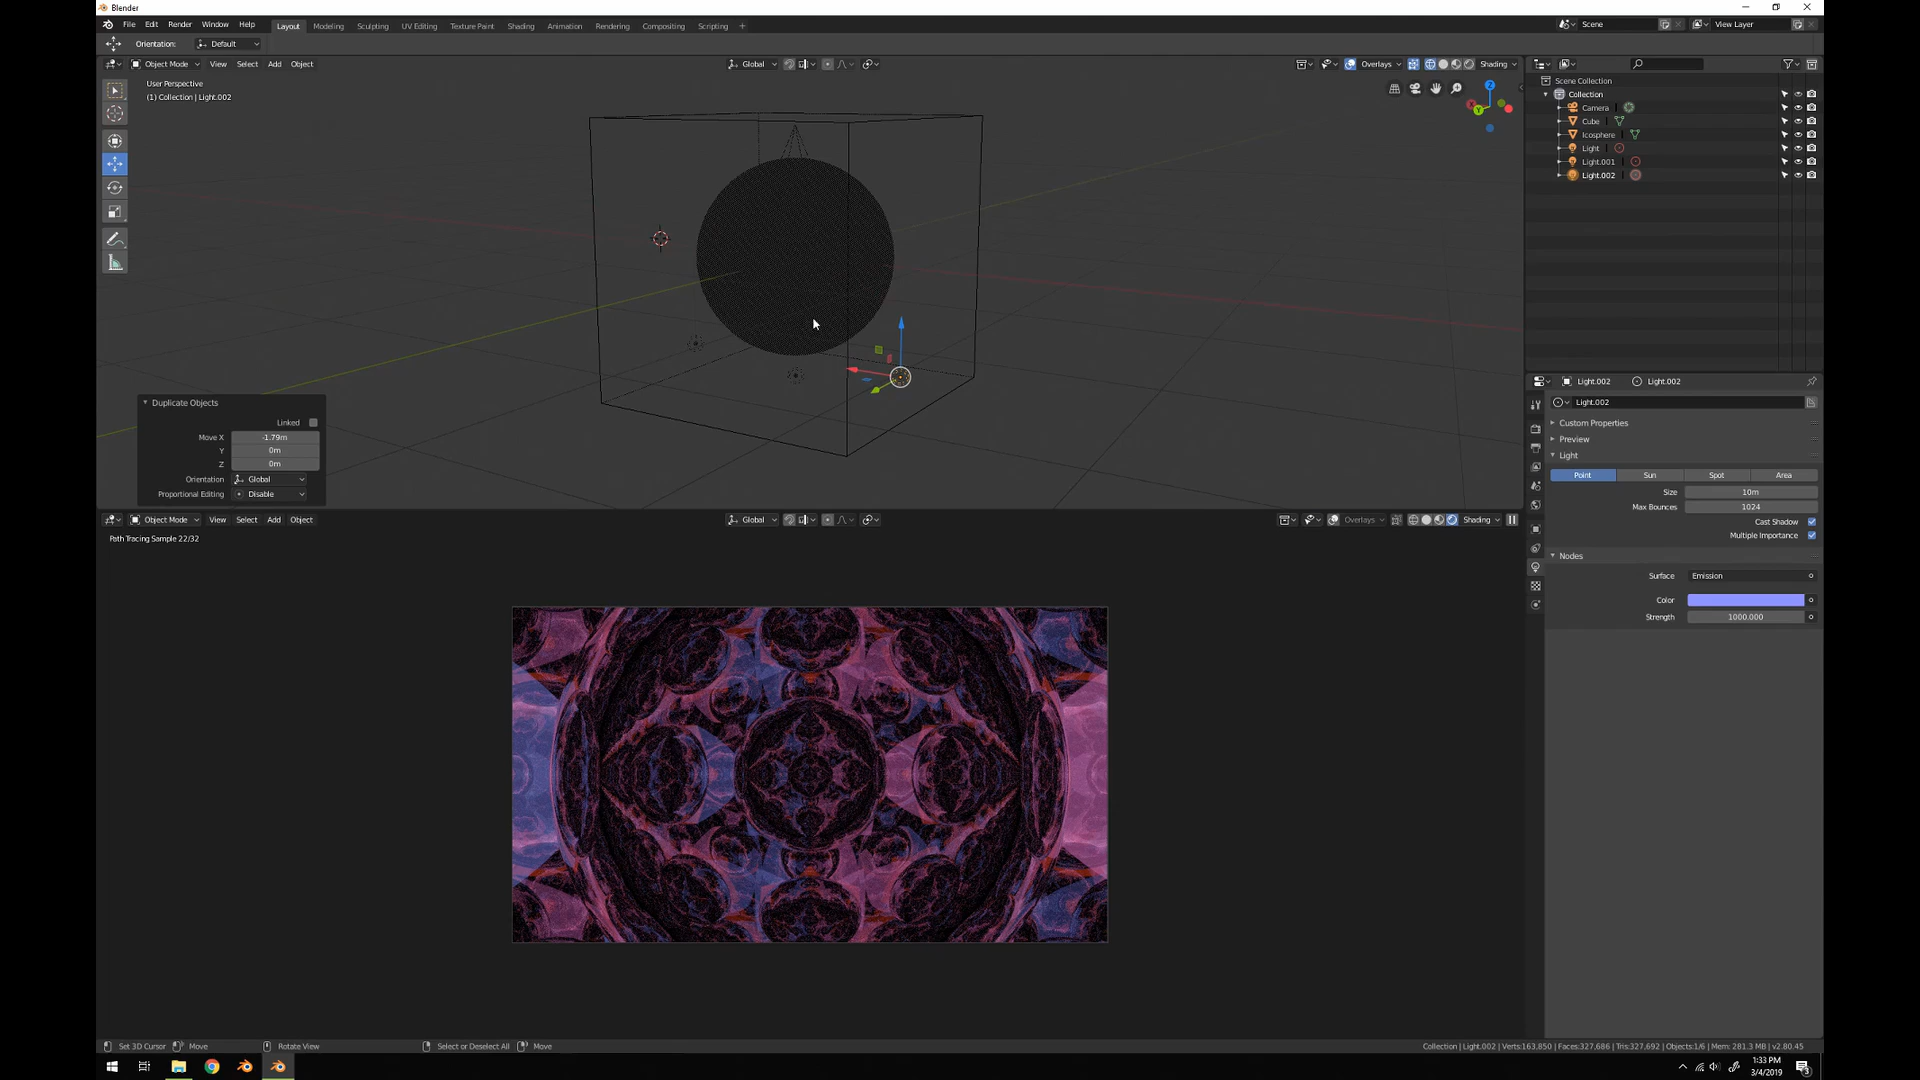 Blender
File Edit Render Window Help Layout Modeling Sculpting UV Editing Texture Paint Shading Animation Rendering Compositing Scripting + Scene View Layer
Orientation: Default
Object Mode View Select Add Object Global Overlays Shading
User Perspective
(1) Collection | Light.002
Scene Collection
Collection
Camera
Cube
Icosphere
Light
Light.001
Light.002
Z
Y
Duplicate Objects
Linked
Move X -1.79m
Y 0m
Z 0m
Orientation Global
Proportional Editing Disable
Light.002 Light.002
Light.002
Custom Properties
Preview
Light
Point Sun Spot Area
Size 10m
Max Bounces 1024
Cast Shadow
Multiple Importance
Nodes
Surface Emission
Color
Strength 1000.000
Object Mode View Select Add Object Global Overlays Shading
Path Tracing Sample 22/32
Set 3D Cursor Move Rotate View Select or Deselect All Move Collection | Light.002 | Verts:163,850 | Faces:327,686 | Tris:327,692 | Objects:1/6 | Mem: 281.3 MB | v2.80.45
1:33 PM
3/4/2019
3